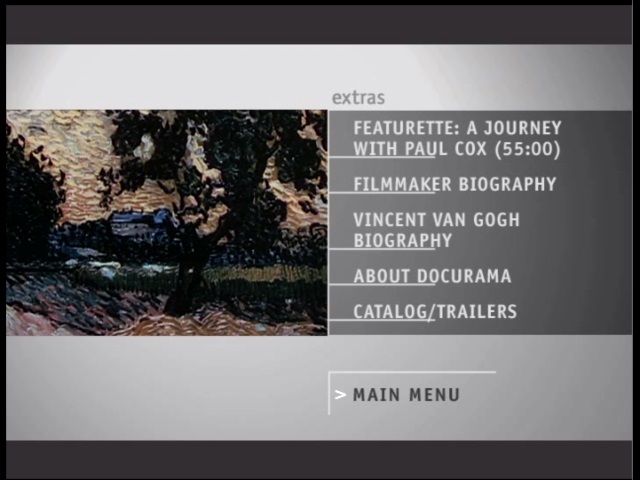 extras
FEATURETTE: A JOURNEY
WITH PAUL COX (55:00)
FILMMAKER BIOGRAPHY
VINCENT VAN GOGH
BIOGRAPHY
ABOUT DOCURAMA
CATALOG/TRAILERS
> MAIN MENU